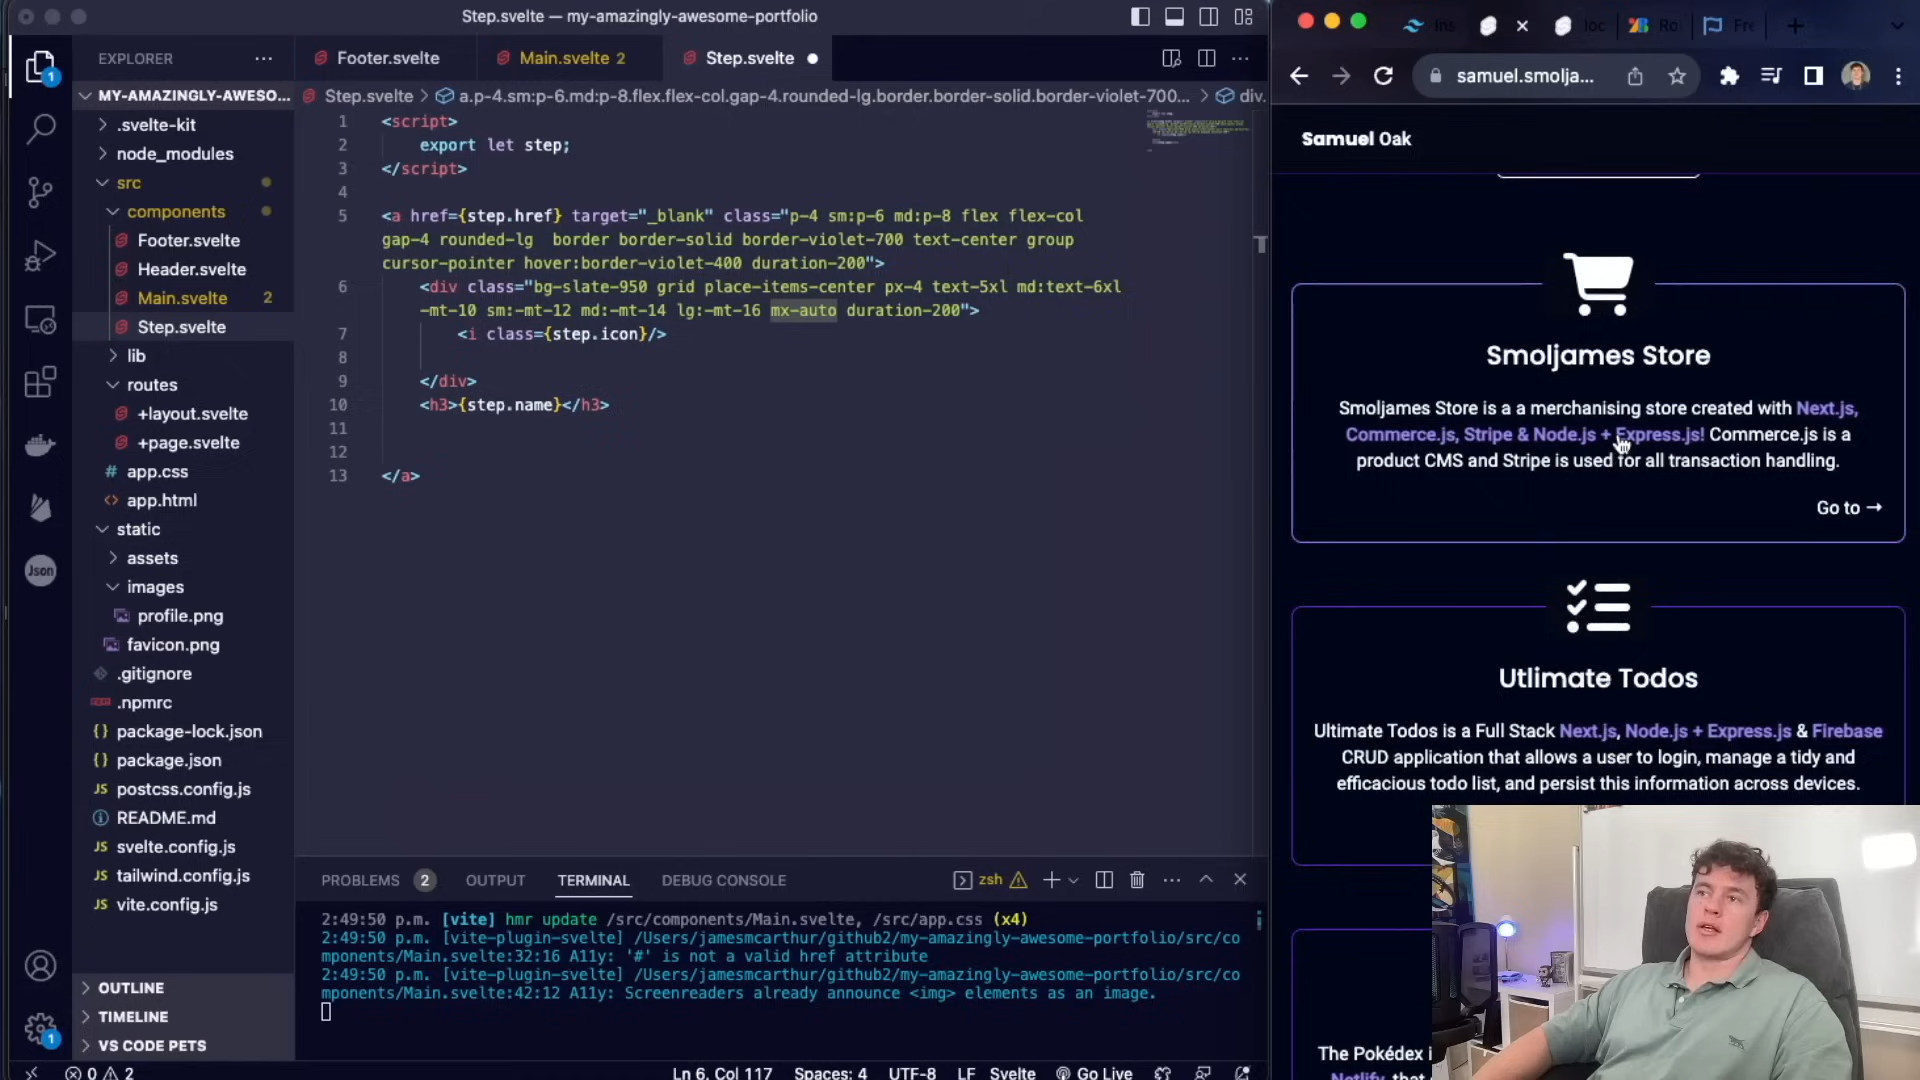 Step.svelte — my-amazingly-awesome-portfolio
EXPLORER
Footer.svelte
Main.svelte 2
Step.svelte
MY-AMAZINGLY-AWESO...
.svelte-kit
node_modules
src
components
Footer.svelte
Header.svelte
Main.svelte 2
Step.svelte
lib
routes
+layout.svelte
+page.svelte
# app.css
<> app.html
static
assets
images
profile.png
favicon.png
.gitignore
.npmrc
{} package-lock.json
{} package.json
JS postcss.config.js
README.md
JS svelte.config.js
JS tailwind.config.js
JS vite.config.js
OUTLINE
TIMELINE
VS CODE PETS
1
Json
1
Step.svelte > a.p-4.sm:p-6.md:p-8.flex.flex-col.gap-4.rounded-lg.border.border-solid.border-violet-700... > div.
1 <script>
2 export let step;
3 </script>
4
5 <a href={step.href} target="_blank" class="p-4 sm:p-6 md:p-8 flex flex-col
gap-4 rounded-lg  border border-solid border-violet-700 text-center group
cursor-pointer hover:border-violet-400 duration-200">
6 <div class="bg-slate-950 grid place-items-center px-4 text-5xl md:text-6xl
-mt-10 sm:-mt-12 md:-mt-14 lg:-mt-16 mx-auto duration-200">
7 <i class={step.icon}/>
8
9 </div>
10 <h3>{step.name}</h3>
11
12
13 </a>
PROBLEMS 2 OUTPUT TERMINAL DEBUG CONSOLE
zsh
2:49:50 p.m. [vite] hmr update /src/components/Main.svelte, /src/app.css (x4)
2:49:50 p.m. [vite-plugin-svelte] /Users/jamesmcarthur/github2/my-amazingly-awesome-portfolio/src/co
mponents/Main.svelte:32:16 A11y: '#' is not a valid href attribute
2:49:50 p.m. [vite-plugin-svelte] /Users/jamesmcarthur/github2/my-amazingly-awesome-portfolio/src/co
mponents/Main.svelte:42:12 A11y: Screenreaders already announce <img> elements as an image.
0 2
Ln 6, Col 117 Spaces: 4 UTF-8 LF Svelte Go Live
Ins
loc
Ro
Fre
samuel.smolja...
Samuel Oak
Smoljames Store
Smoljames Store is a a merchanising store created with Next.js,
Commerce.js, Stripe & Node.js + Express.js! Commerce.js is a
product CMS and Stripe is used for all transaction handling.
Go to →
Utlimate Todos
Ultimate Todos is a Full Stack Next.js, Node.js + Express.js & Firebase
CRUD application that allows a user to login, manage a tidy and
efficacious todo list, and persist this information across devices.
The Pokédex i
Netlify, that